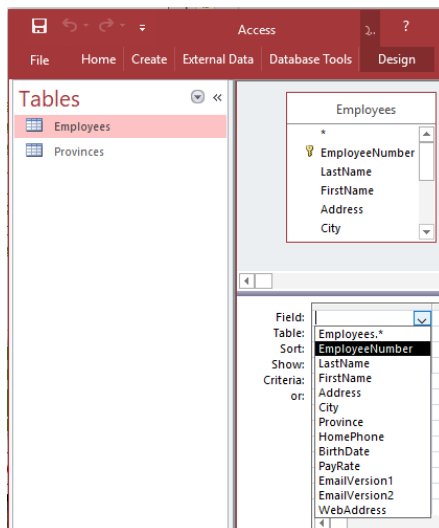 Access
?
File Home Create External Data Database Tools Design
Tables
Employees
Provinces
Employees
*
EmployeeNumber
LastName
FirstName
Address
City
Field:
Table:
Sort:
Show:
Criteria:
or:
Employees.*
EmployeeNumber
LastName
FirstName
Address
City
Province
HomePhone
BirthDate
PayRate
EmailVersion1
EmailVersion2
WebAddress